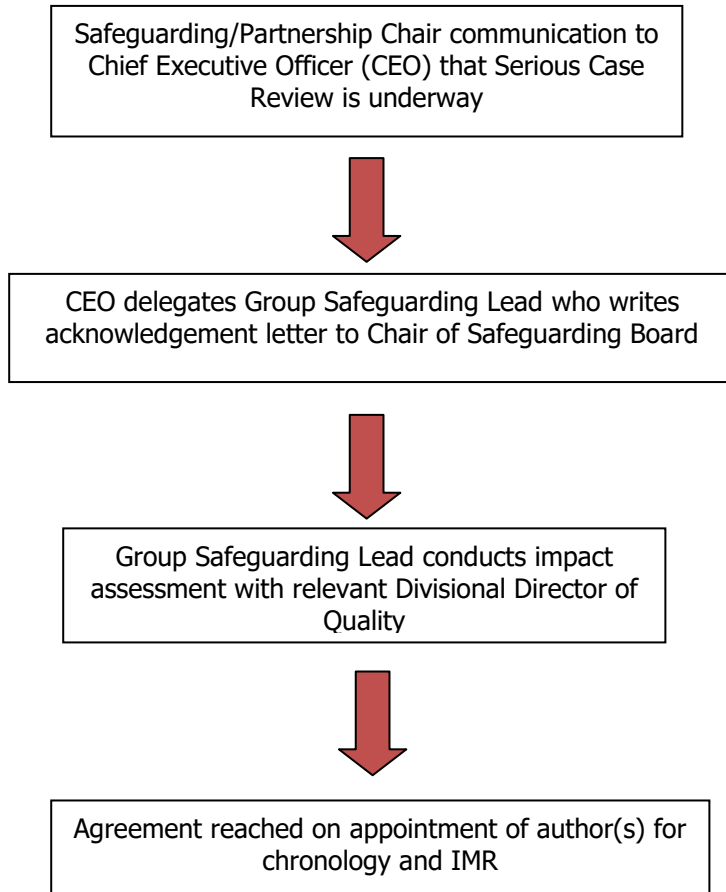 Safeguarding/Partnership Chair communication to
Chief Executive Officer (CEO) that Serious Case
Review is underway
CEO delegates Group Safeguarding Lead who writes
acknowledgement letter to Chair of Safeguarding Board
Group Safeguarding Lead conducts impact
assessment with relevant Divisional Director of
Quality
Agreement reached on appointment of author(s) for
chronology and IMR